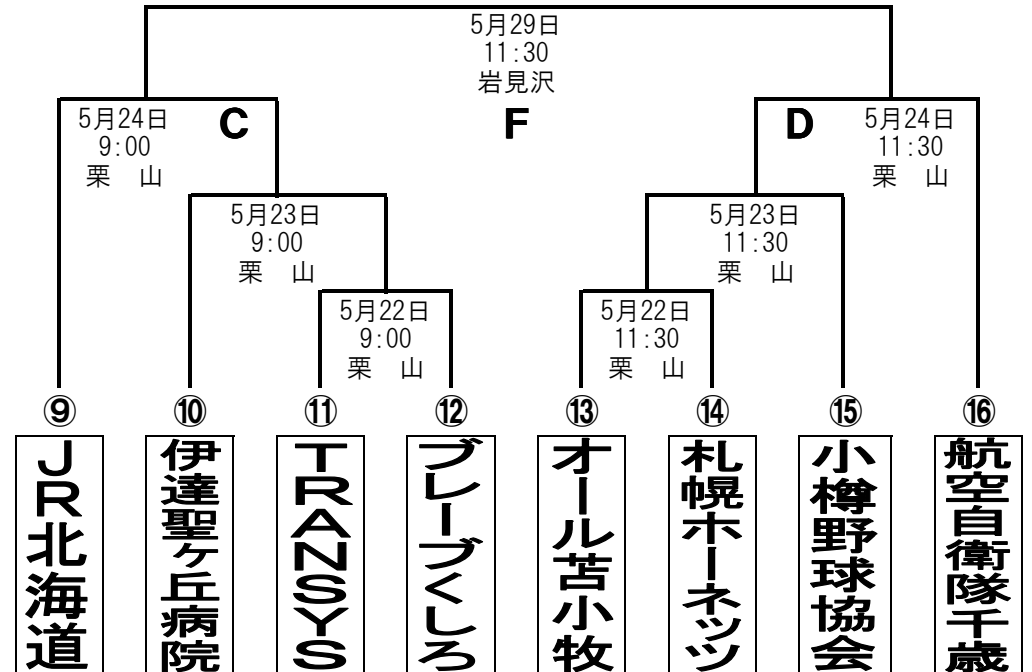 5月29日
11:30
岩見沢
5月24日
9:00
栗 山
C
F
D
5月24日
11:30
栗 山
5月23日
9:00
栗 山
5月23日
11:30
栗 山
5月22日
9:00
栗 山
5月22日
11:30
栗 山
⑨
⑩
⑪
⑫
⑬
⑭
⑮
⑯
JR北海道
伊達聖ヶ丘病院
TRANSYS
ブレーブくしろ
オール苫小牧
札幌ホーネッツ
小樽野球協会
航空自衛隊千歳